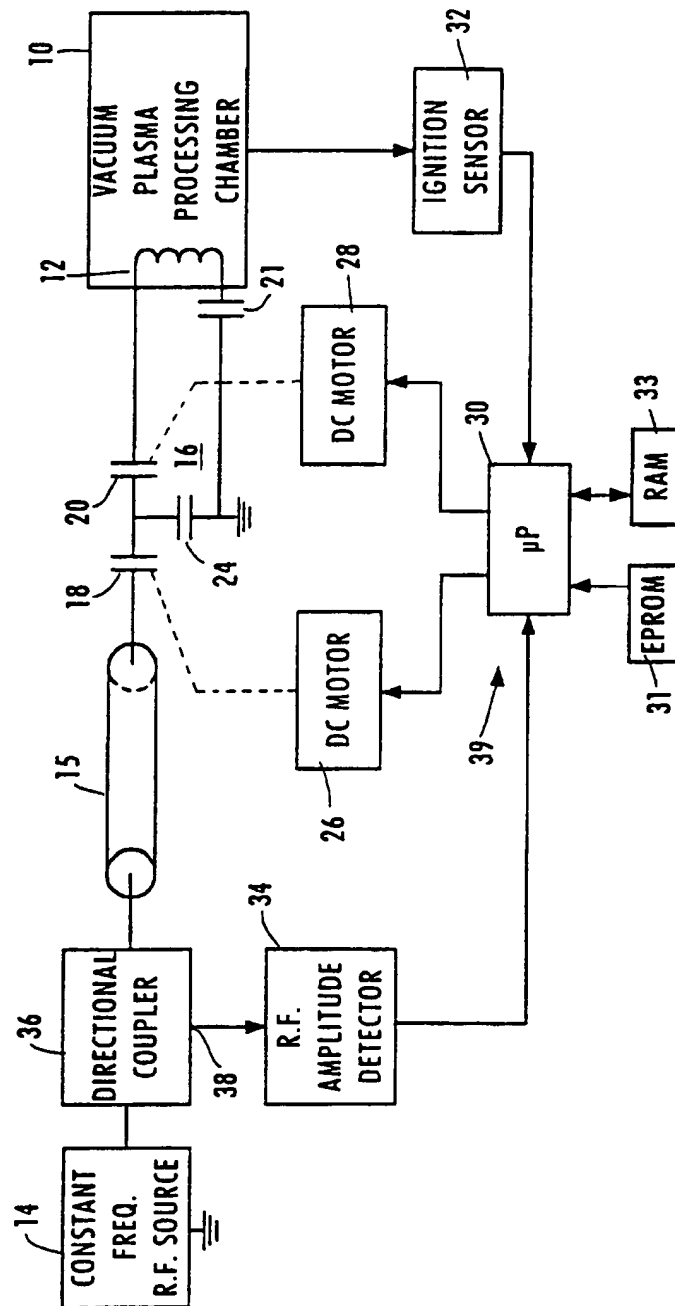 14
CONSTANT
FREQ.
R.F. SOURCE
36
DIRECTIONAL
COUPLER
38
34
R.F.
AMPLITUDE
DETECTOR
15
18
20
24
16
12
21
10
VACUUM
PLASMA
PROCESSING
CHAMBER
26
DC MOTOR
28
DC MOTOR
32
IGNITION
SENSOR
39
30
μP
31
EPROM
33
RAM